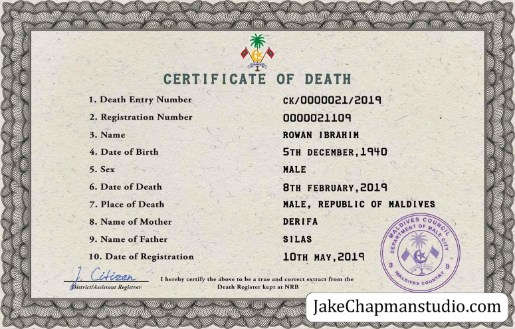 CERTIFICATE OF DEATH
1. Death Entry Number CK/0000021/2019
2. Registration Number 0000021109
3. Name ROWAN IBRAHIM
4. Date of Birth 5TH DECEMBER,1940
5. Sex MALE
6. Date of Death 8TH FEBRUARY,2019
7. Place of Death MALE, REPUBLIC OF MALDIVES
8. Name of Mother DERIFA
9. Name of Father SILAS
10. Date of Registration 10TH MAY,2019
MALDIVES COUNCIL
DEPARTMENT OF MALE CITY
(MALDIVES COUNTRY)
J. Citizen
District/Assistant Registrar
I hereby certify the above to be a true and correct extract from the
Death Register kept at NRB
JakeChapmanstudio.com